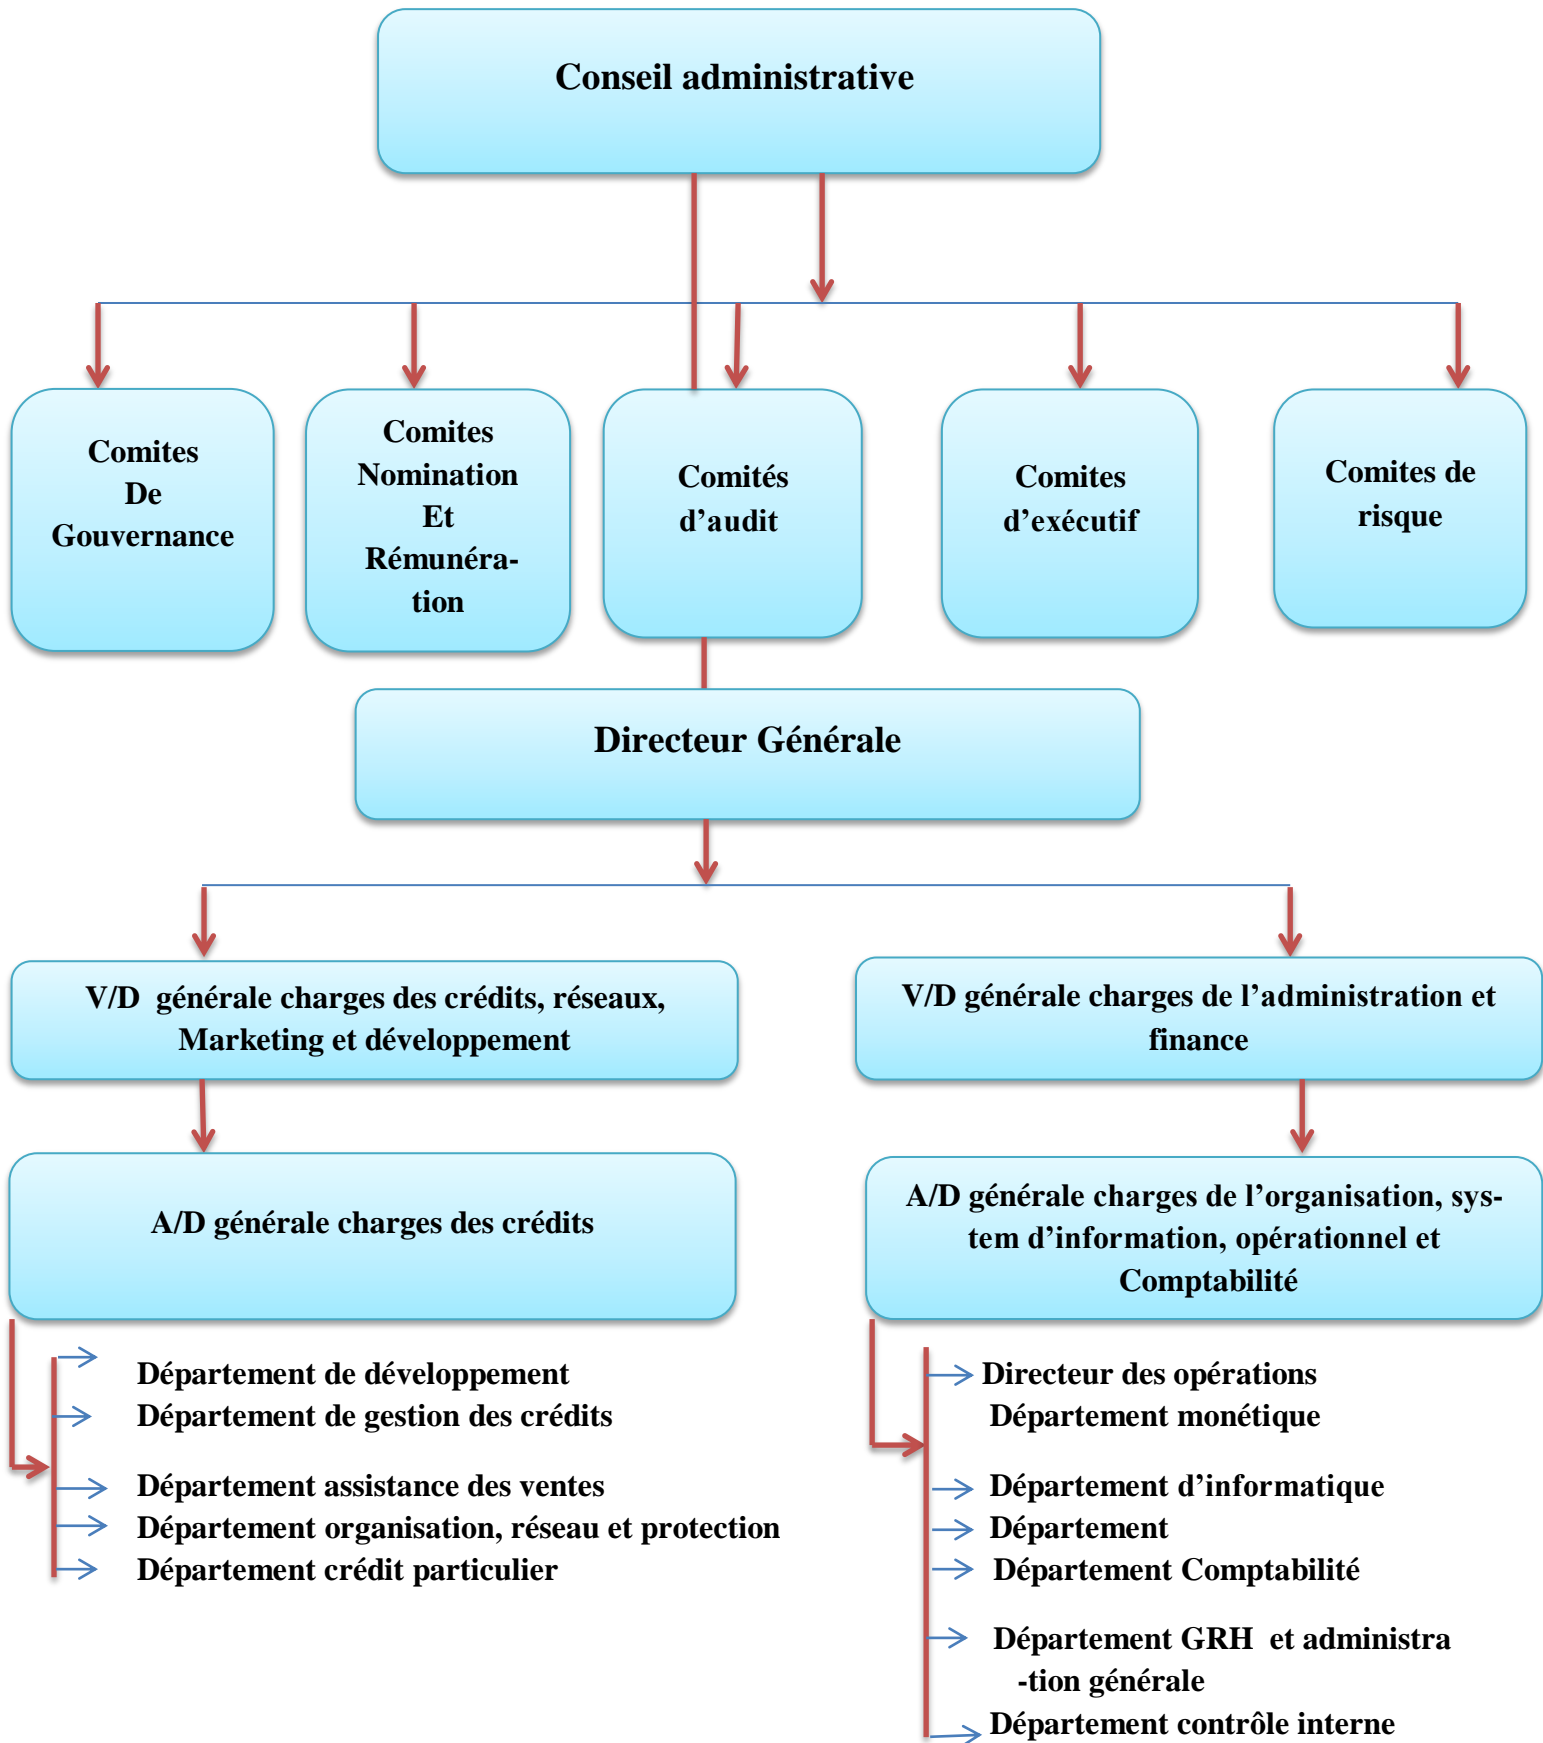 Conseil administrative
Comites
De
Gouvernance
Comites
Nomination
Et
Rémunéra-
tion
Comités
d’audit
Comites
d’exécutif
Comites de
risque
Directeur Générale
V/D générale charges des crédits, réseaux,
Marketing et développement
V/D générale charges de l’administration et
finance
A/D générale charges des crédits
A/D générale charges de l’organisation, sys-
tem d’information, opérationnel et
Comptabilité
Département de développement
Département de gestion des crédits
Département assistance des ventes
Département organisation, réseau et protection
Département crédit particulier
Directeur des opérations
Département monétique
Département d’informatique
Département
Département Comptabilité
Département GRH et administra
-tion générale
Département contrôle interne